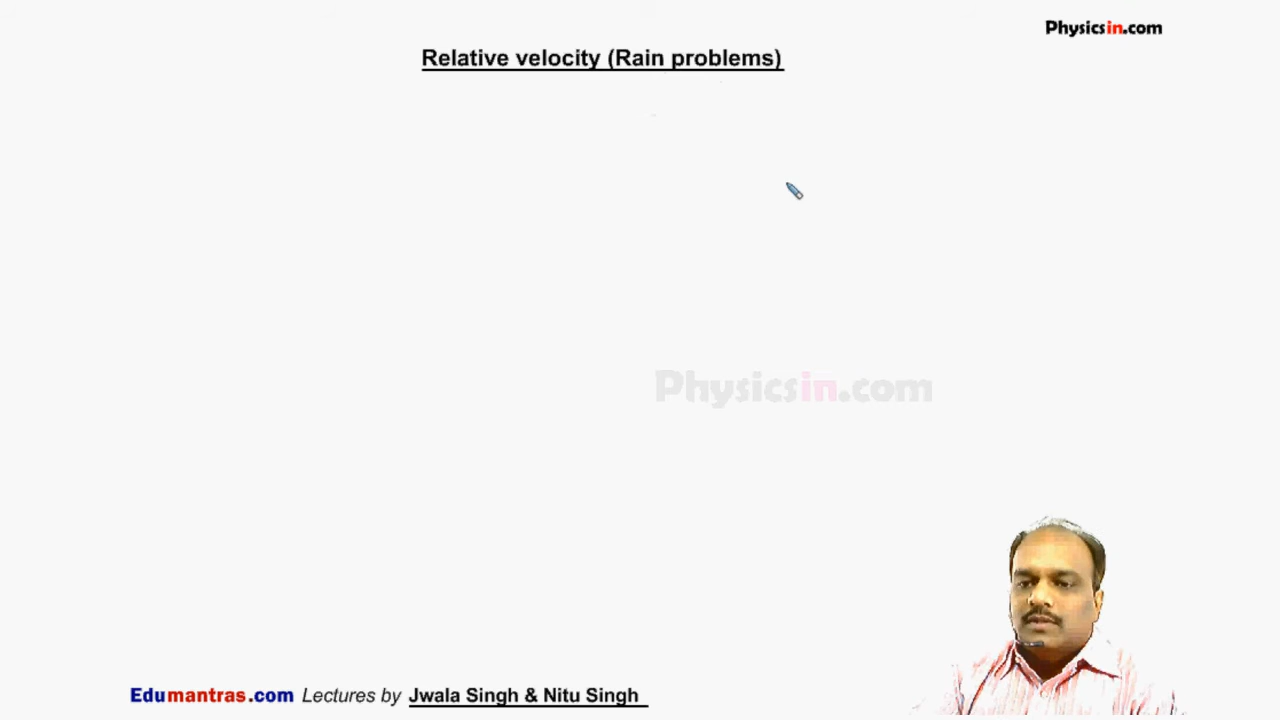 Physicsin.com
Relative velocity (Rain problems)
Physicsin.com
Edumantras.com Lectures by Jwala Singh & Nitu Singh